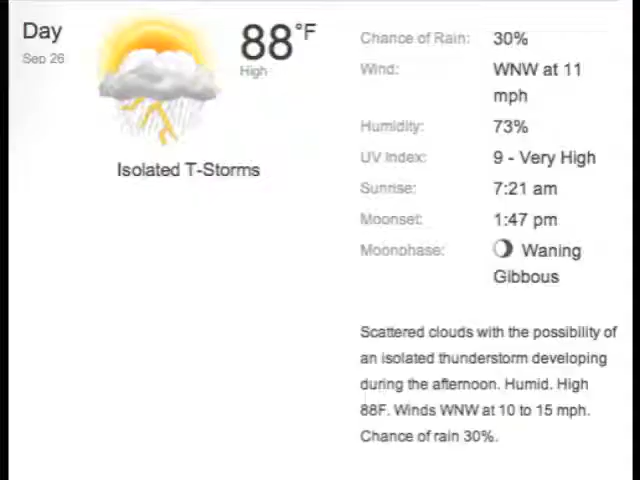 Day
Sep 26
88°F
High
Isolated T-Storms
Chance of Rain: 30%
Wind: WNW at 11
mph
Humidity: 73%
UV Index: 9 - Very High
Sunrise: 7:21 am
Moonset: 1:47 pm
Moonphase: Waning
Gibbous
Scattered clouds with the possibility of
an isolated thunderstorm developing
during the afternoon. Humid. High
88F. Winds WNW at 10 to 15 mph.
Chance of rain 30%.